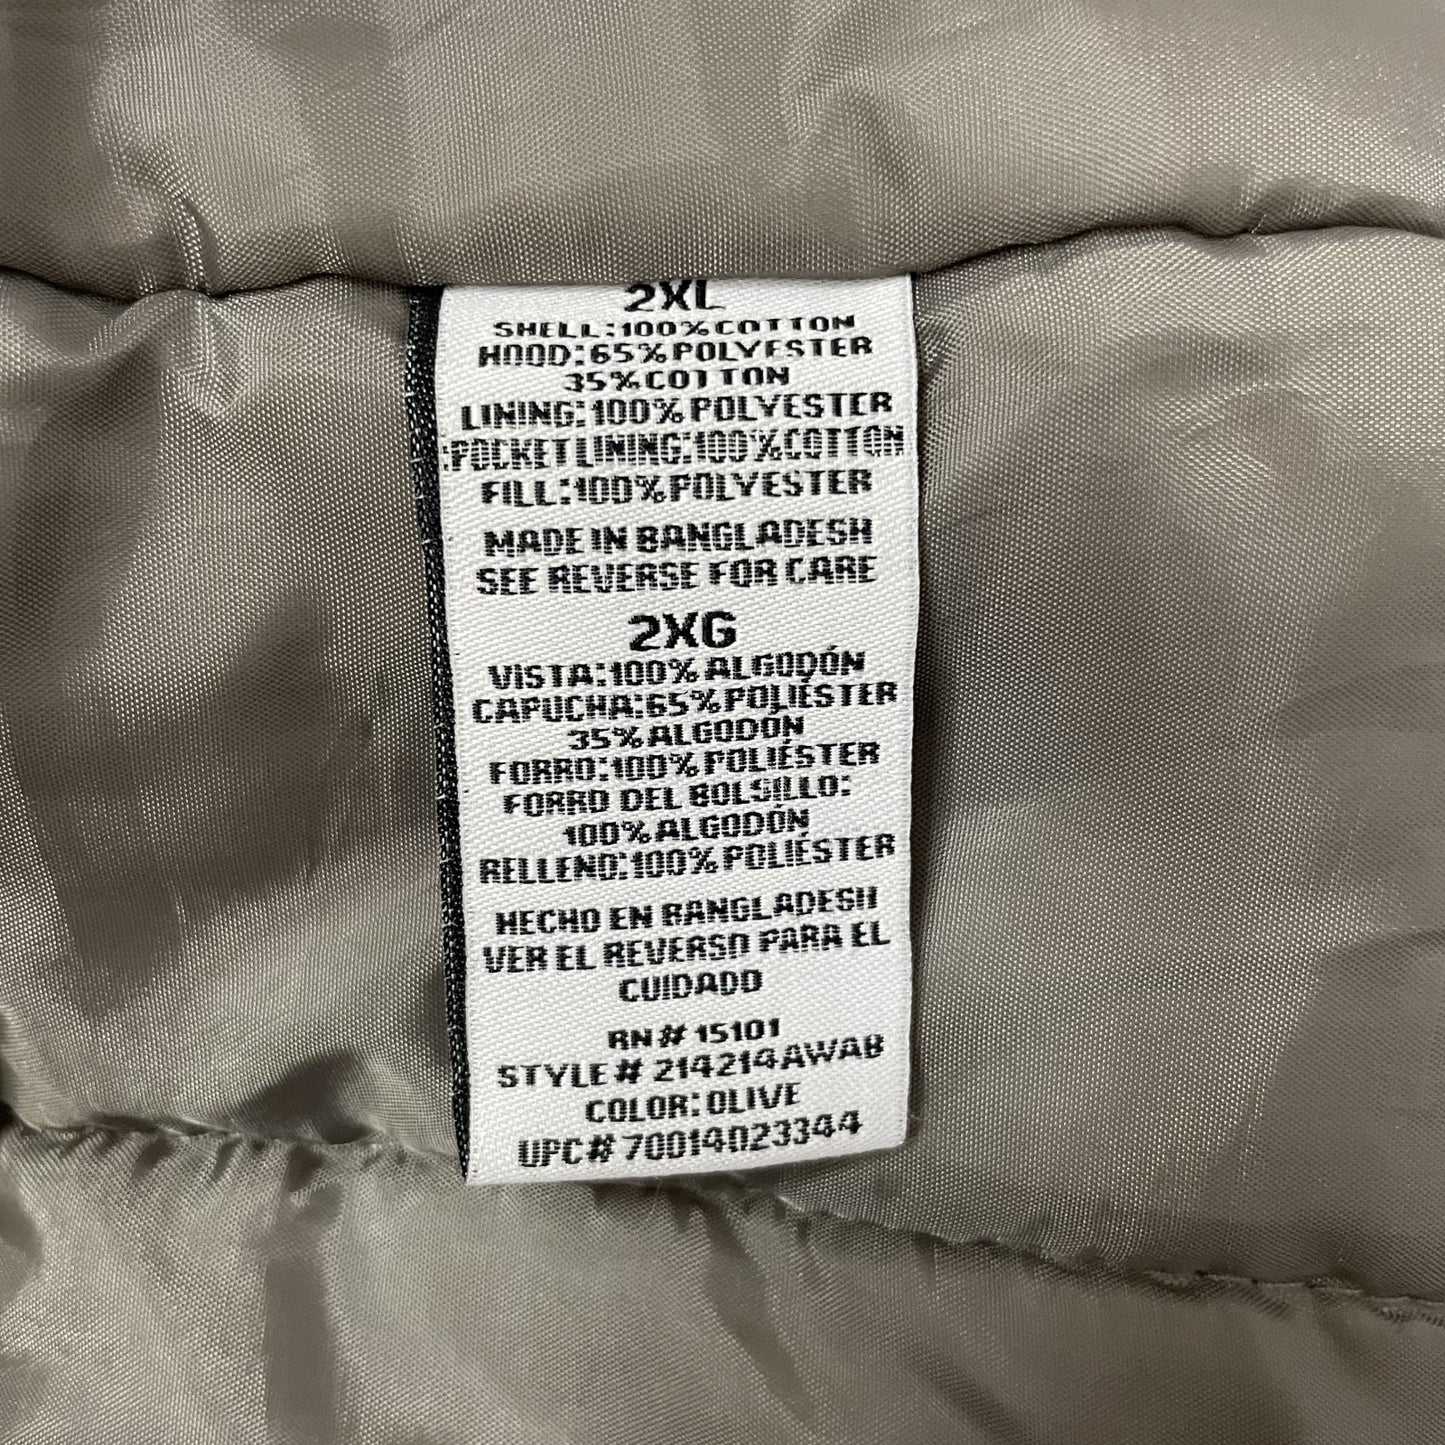 2XL
SHELL:100%COTTON
HOOD:65%POLYESTER
35%COTTON
LINING:100%POLYESTER
:POCKETLINING:100%COTTON
FILL:100%POLYESTER
MADE IN BANGLADESH
SEE REVERSE FOR CARE
2XG
VISTA:100%ALGODÓN
CAPUCHA:65%POLIÉSTER
35%ALGODÓN
FORRO:100%POLIÉSTER
FORRO DEL BOLSILLO:
100%ALGODÓN
RELLENO:100%POLIÉSTER
HECHO EN BANGLADESH
VER EL REVERSO PARA EL
CUIDADO
RN# 15101
STYLE# 214214AWAB
COLOR:OLIVE
UPC# 70014023344